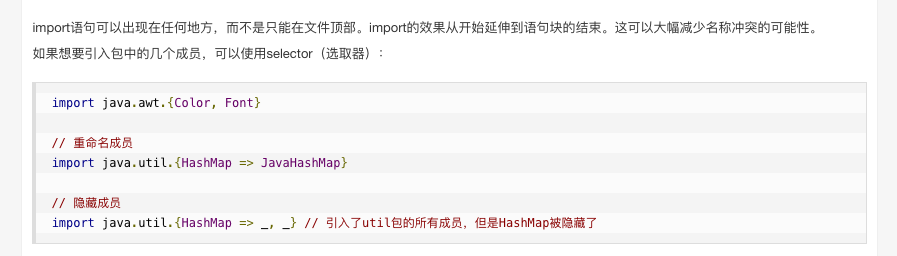 import语句可以出现在任何地方，而不是只能在文件顶部。import的效果从开始延伸到语句块的结束。这可以大幅减少名称冲突的可能性。
如果想要引入包中的几个成员，可以使用selector（选取器）：
import java.awt.{Color, Font}
// 重命名成员
import java.util.{HashMap => JavaHashMap}
// 隐藏成员
import java.util.{HashMap => _, _} // 引入了util包的所有成员，但是HashMap被隐藏了